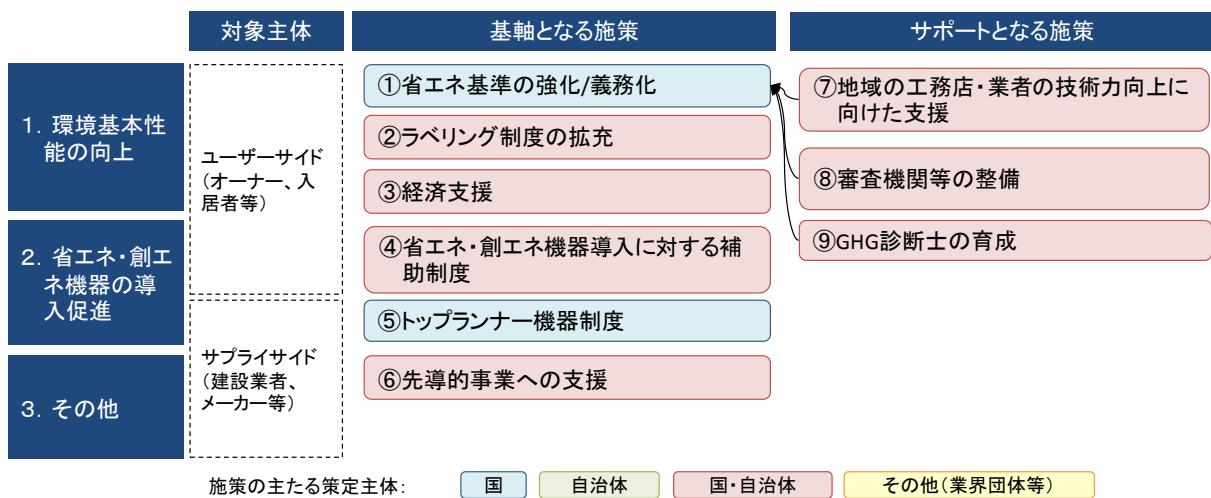 対象主体
基軸となる施策
サポートとなる施策
1．環境基本性
能の向上
2．省エネ・創エ
ネ機器の導
入促進
3．その他
ユーザーサイド
(オーナー、入
居者等)
サプライサイド
(建設業者、
メーカー等)
①省エネ基準の強化/義務化
②ラベリング制度の拡充
③経済支援
④省エネ・創エネ機器導入に対する補
助制度
⑤トップランナー機器制度
⑥先導的事業への支援
⑦地域の工務店・業者の技術力向上に
向けた支援
⑧審査機関等の整備
⑨GHG診断士の育成
施策の主たる策定主体：
国
自治体
国・自治体
その他(業界団体等)